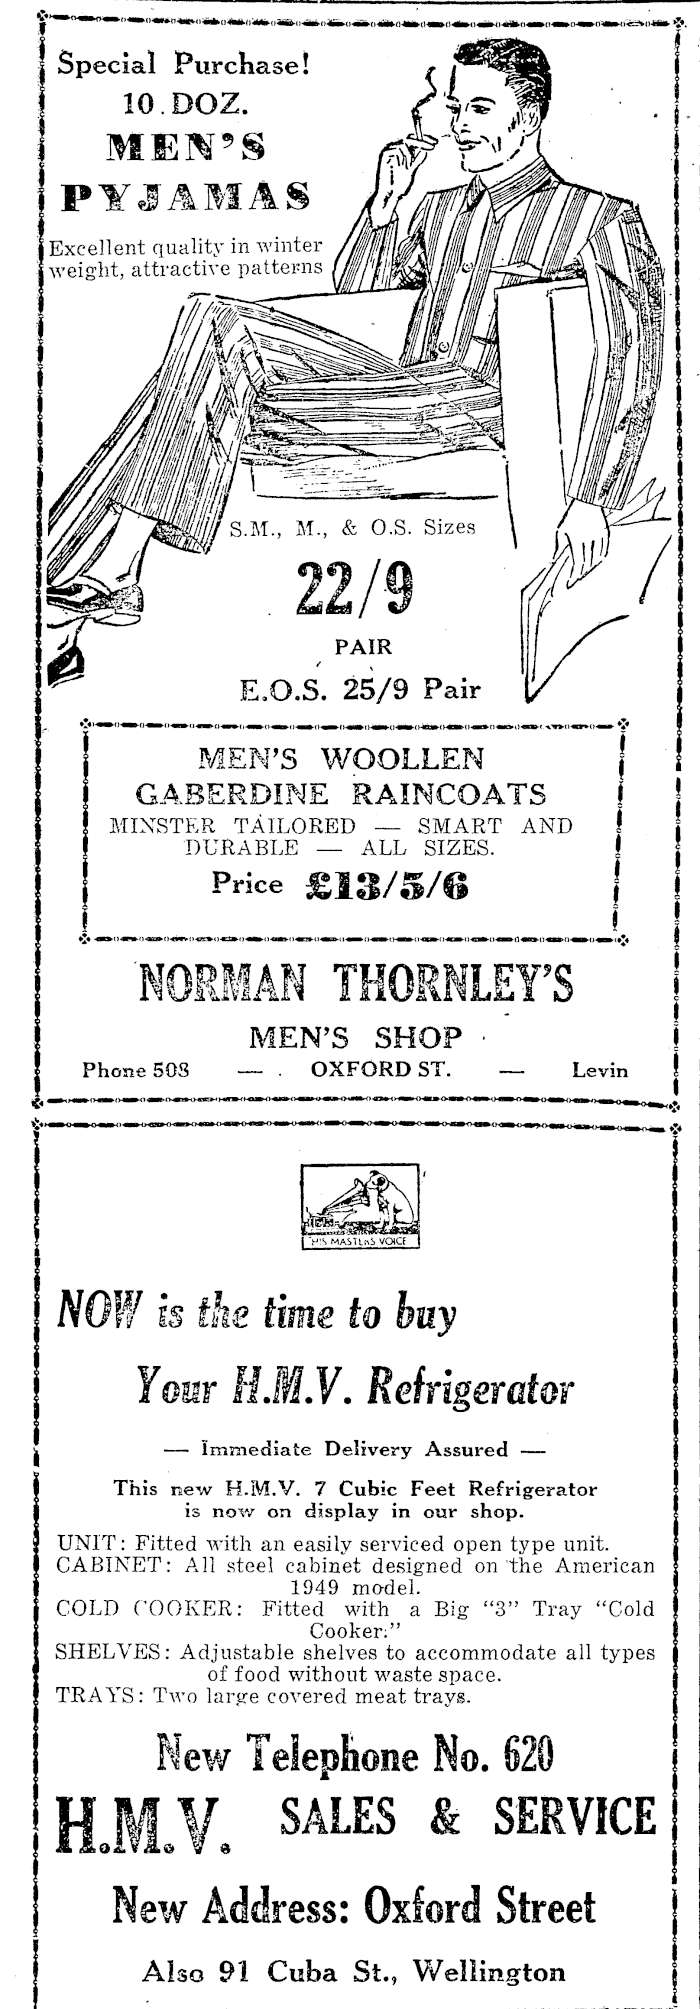 Special Purchase!
10 DOZ.
MEN'S
PYJAMAS
Excellent quality in winter
weight, attractive patterns
S.M., M., & O.S. Sizes
22/9
PAIR
E.O.S. 25/9 Pair
MEN'S WOOLLEN
GABERDINE RAINCOATS
MINSTER TAILORED — SMART AND
DURABLE — ALL SIZES.
Price £13/5/6
NORMAN THORNLEY'S
MEN'S SHOP
Phone 508 — OXFORD ST. — Levin
"HIS MASTERS VOICE"
NOW is the time to buy
Your H.M.V. Refrigerator
— Immediate Delivery Assured —
This new H.M.V. 7 Cubic Feet Refrigerator
is now on display in our shop.
UNIT: Fitted with an easily serviced open type unit.
CABINET: All steel cabinet designed on the American
1949 model.
COLD COOKER: Fitted with a Big "3" Tray "Cold
Cooker."
SHELVES: Adjustable shelves to accommodate all types
of food without waste space.
TRAYS: Two large covered meat trays.
New Telephone No. 620
H.M.V. SALES & SERVICE
New Address: Oxford Street
Also 91 Cuba St., Wellington